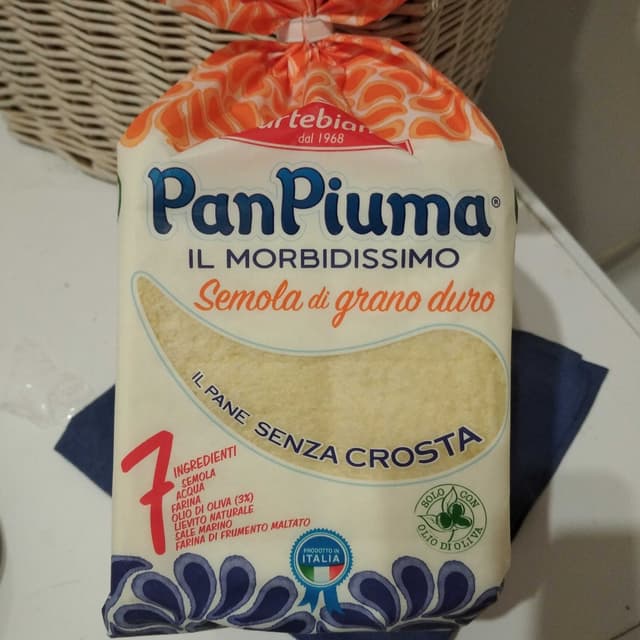 dal 1968
PanPiuma®
IL MORBIDISSIMO
Semola di grano duro
IL PANE SENZA CROSTA
7
INGREDIENTI
SEMOLA
ACQUA
FARINA
OLIO DI OLIVA (3%)
LIEVITO NATURALE
SALE MARINO
FARINA DI FRUMENTO MALTATO
SOLO CON
OLIO DI OLIVA
PRODOTTO IN
ITALIA